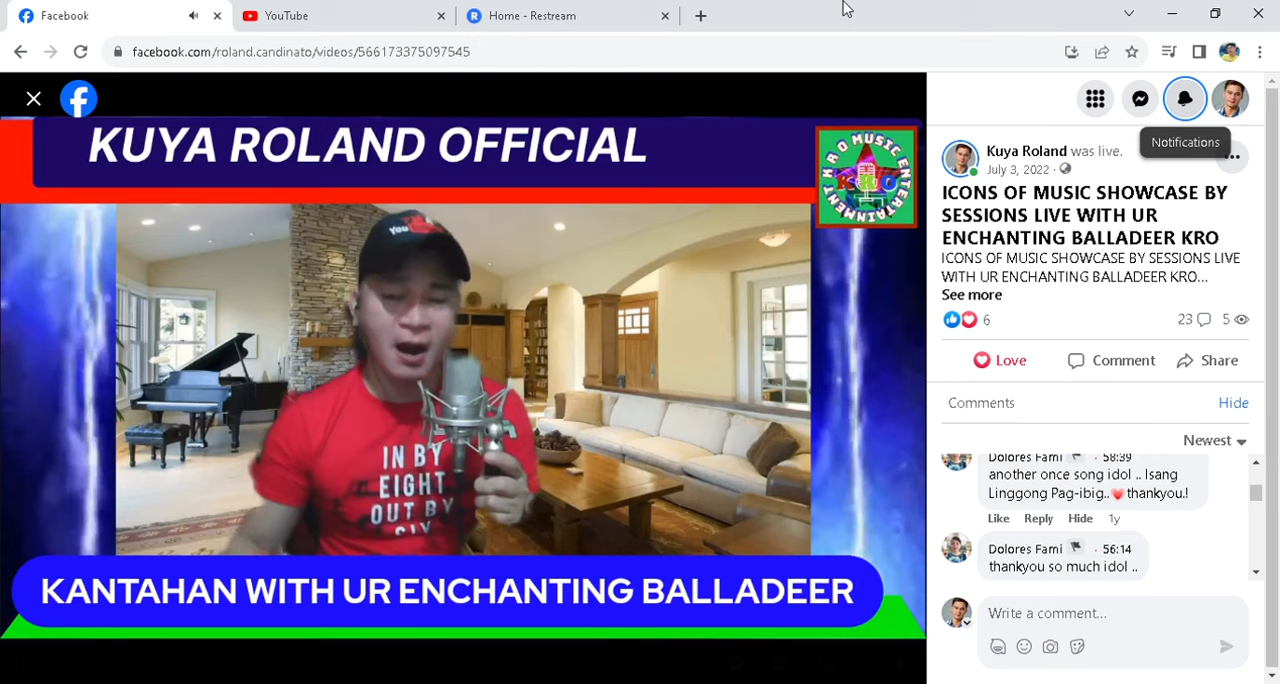 Facebook
YouTube
Home - Restream
facebook.com/roland.candinato/videos/566173375097545
KUYA ROLAND OFFICIAL
KRO MUSIC ENTERTAINMENT
KRO
You
IN BY
EIGHT
OUT BY
SIX
KANTAHAN WITH UR ENCHANTING BALLADEER
Notifications
Kuya Roland was live.
July 3, 2022 ·
ICONS OF MUSIC SHOWCASE BY
SESSIONS LIVE WITH UR
ENCHANTING BALLADEER KRO
ICONS OF MUSIC SHOWCASE BY SESSIONS LIVE
WITH UR ENCHANTING BALLADEER KRO...
See more
6
23
5
Love
Comment
Share
Comments
Hide
Newest
Dolores Fami · 58:39
another once song idol .. Isang
Linggong Pag-ibig..❤thankyou.!
Like Reply Hide 1y
Dolores Fami · 56:14
thankyou so much idol ..
Write a comment...